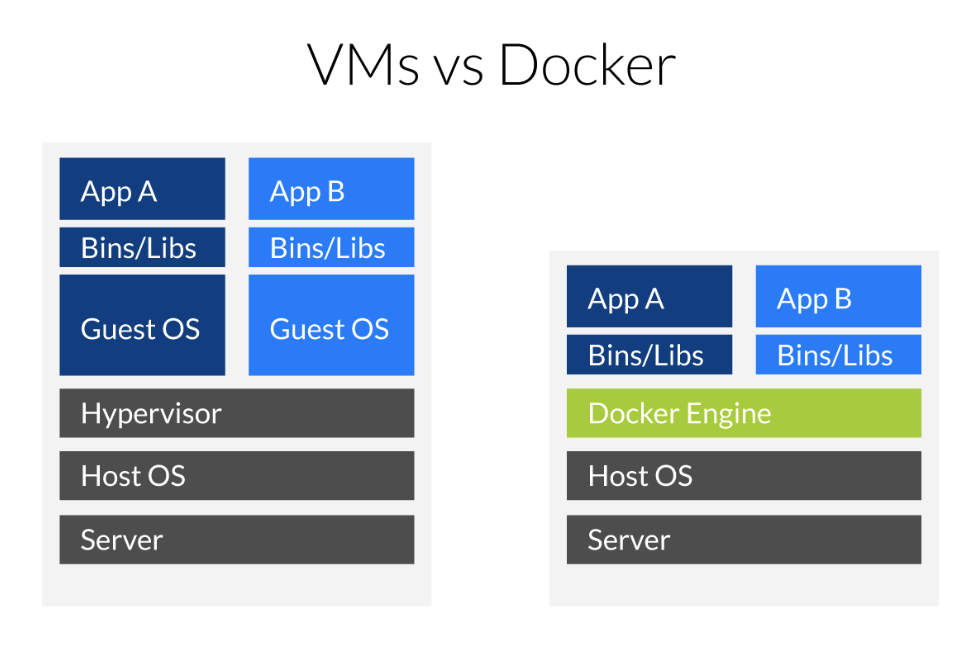 VMs vs Docker
App A
App B
Bins/Libs
Bins/Libs
Guest OS
Guest OS
Hypervisor
Host OS
Server
App A
App B
Bins/Libs
Bins/Libs
Docker Engine
Host OS
Server